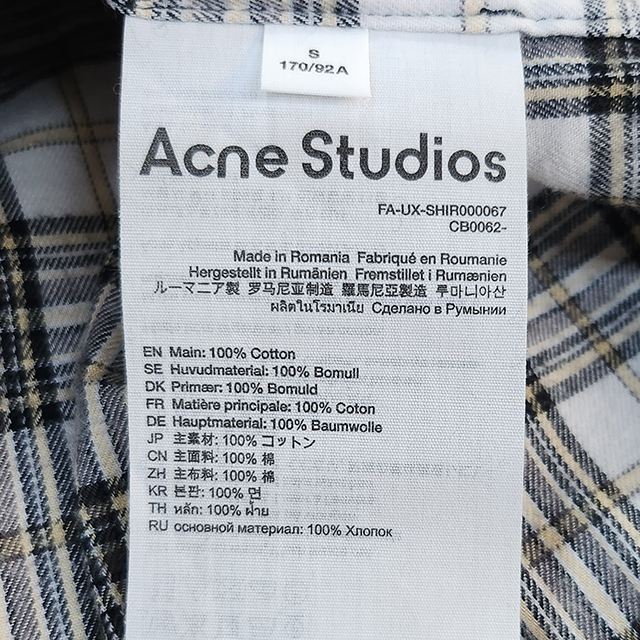 S
170/92A
Acne Studios
FA-UX-SHIR000067
CB0062-
Made in Romania Fabriqué en Roumanie
Hergestellt in Rumänien Fremstillet i Rumænien
ルーマニア製 罗马尼亚制造 羅馬尼亞製造 루마니아산
ผลิตในโรมาเนีย Сделано в Румынии
EN Main: 100% Cotton
SE Huvudmaterial: 100% Bomull
DK Primær: 100% Bomuld
FR Matière principale: 100% Coton
DE Hauptmaterial: 100% Baumwolle
JP 主素材: 100% コットン
CN 主面料: 100% 棉
ZH 主布料: 100% 棉
KR 본판: 100% 면
TH หลัก: 100% ฝ้าย
RU основной материал: 100% Хлопок